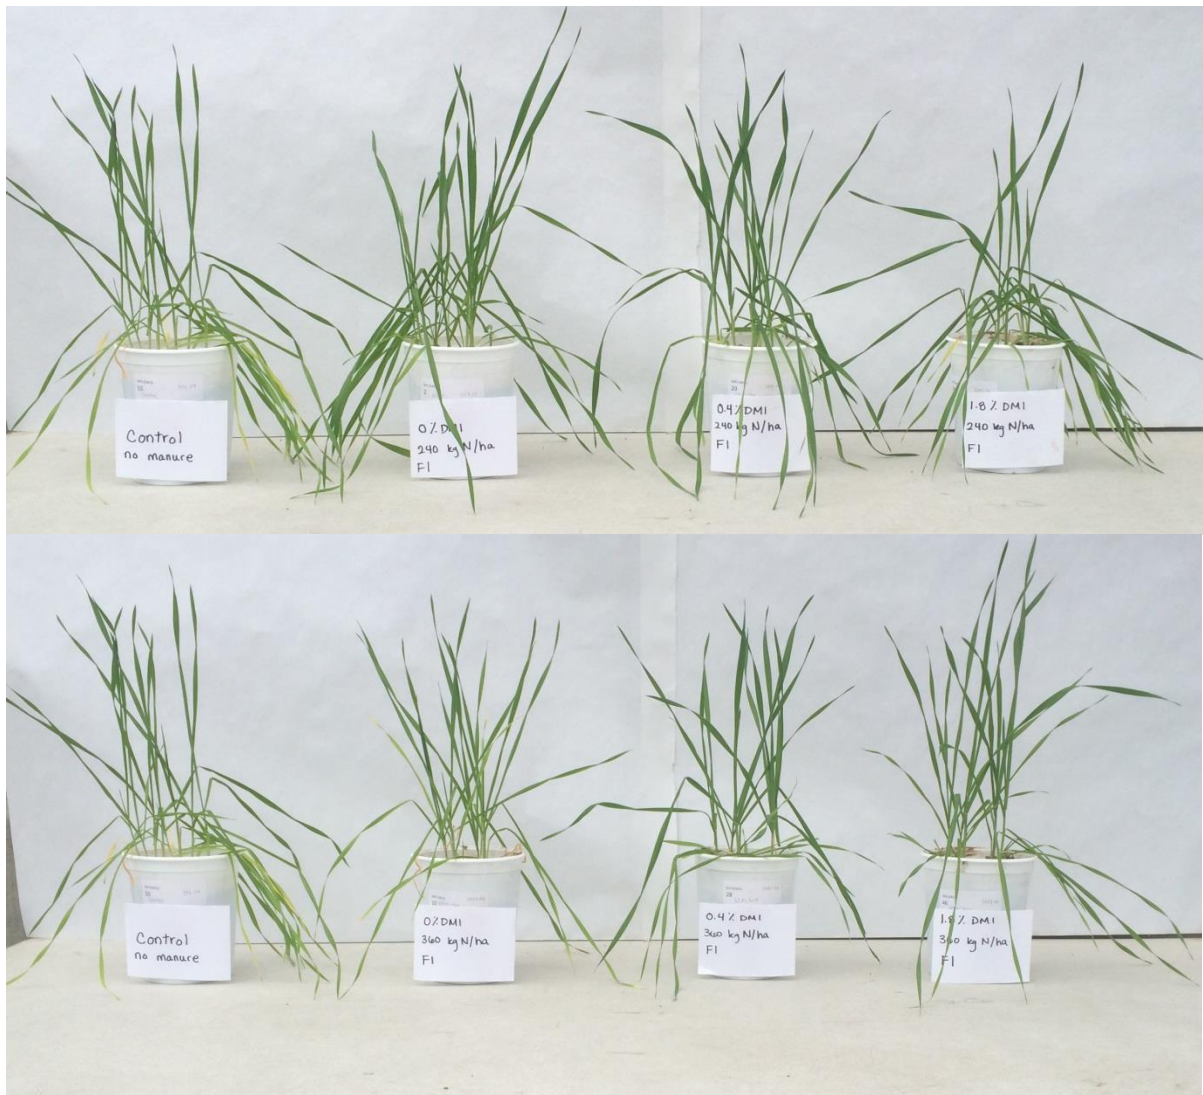 Control
no manure
0% DMI
240 kg N/ha
F1
0.4% DMI
240 kg N/ha
F1
1.8% DMI
240 kg N/ha
F1
Control
no manure
0% DMI
360 kg N/ha
F1
0.4% DMI
360 kg N/ha
F1
1.8% DMI
360 kg N/ha
F1